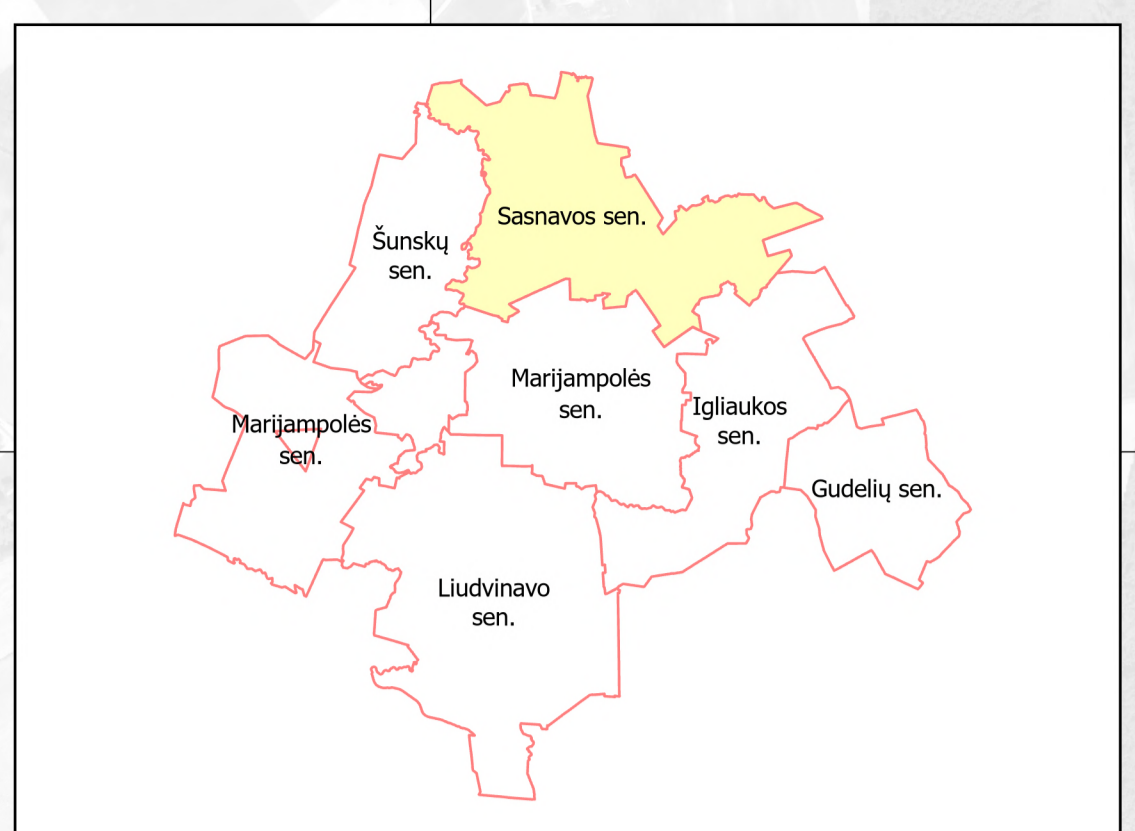 Sasnavos sen.
Šunskų
sen.
Marijampolės
sen.
Igliaukos
sen.
Marijampolės
sen.
Gudelių sen.
Liudvinavo
sen.